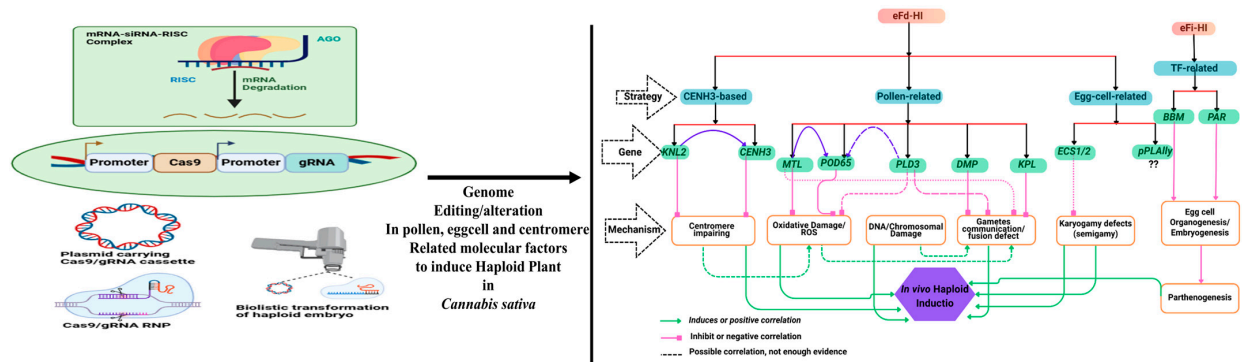 mRNA-siRNA-RISC
Complex
AGO
RISC
mRNA
Degradation
Promoter
Cas9
Promoter
gRNA
Plasmid carrying
Cas9/gRNA cassette
Cas9/gRNA RNP
Biolistic transformation
of haploid embryo
Genome
Editing/alteration
In pollen, eggcell and centromere
Related molecular factors
to induce Haploid Plant
in
Cannabis sativa
eFd-HI
eFi-HI
TF-related
Strategy
CENH3-based
Pollen-related
Egg-cell-related
BBM
PAR
Gene
KNL2
CENH3
MTL
POD65
PLD3
DMP
KPL
ECS1/2
pPLAIIy
??
Mechanism
Centromere
impairing
Oxidative Damage/
ROS
DNA/Chromosomal
Damage
Gametes
communication/
fusion defect
Karyogamy defects
(semigamy)
Egg cell
Organogenesis/
Embryogenesis
In vivo Haploid
Inductio
Parthenogenesis
Induces or positive correlation
Inhibit or negative correlation
Possible correlation, not enough evidence